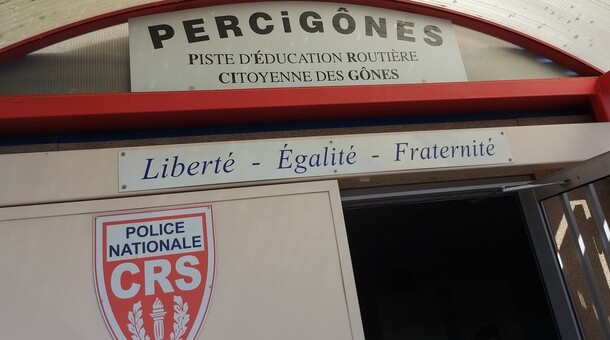 PERCiGÔNES
PISTE D'ÉDUCATION ROUTIÈRE
CITOYENNE DES GÔNES
Liberté - Égalité - Fraternité
POLICE
NATIONALE
CRS